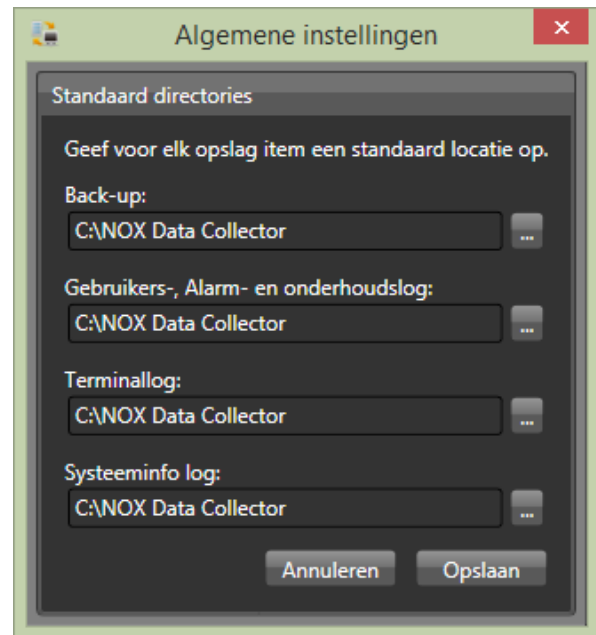 Algemene instellingen
Standaard directories
Geef voor elk opslag item een standaard locatie op.
Back-up:
C:\NOX Data Collector
...
Gebruikers-, Alarm- en onderhoudslog:
C:\NOX Data Collector
...
Terminallog:
C:\NOX Data Collector
...
Systeeminfo log:
C:\NOX Data Collector
...
Annuleren Opslaan